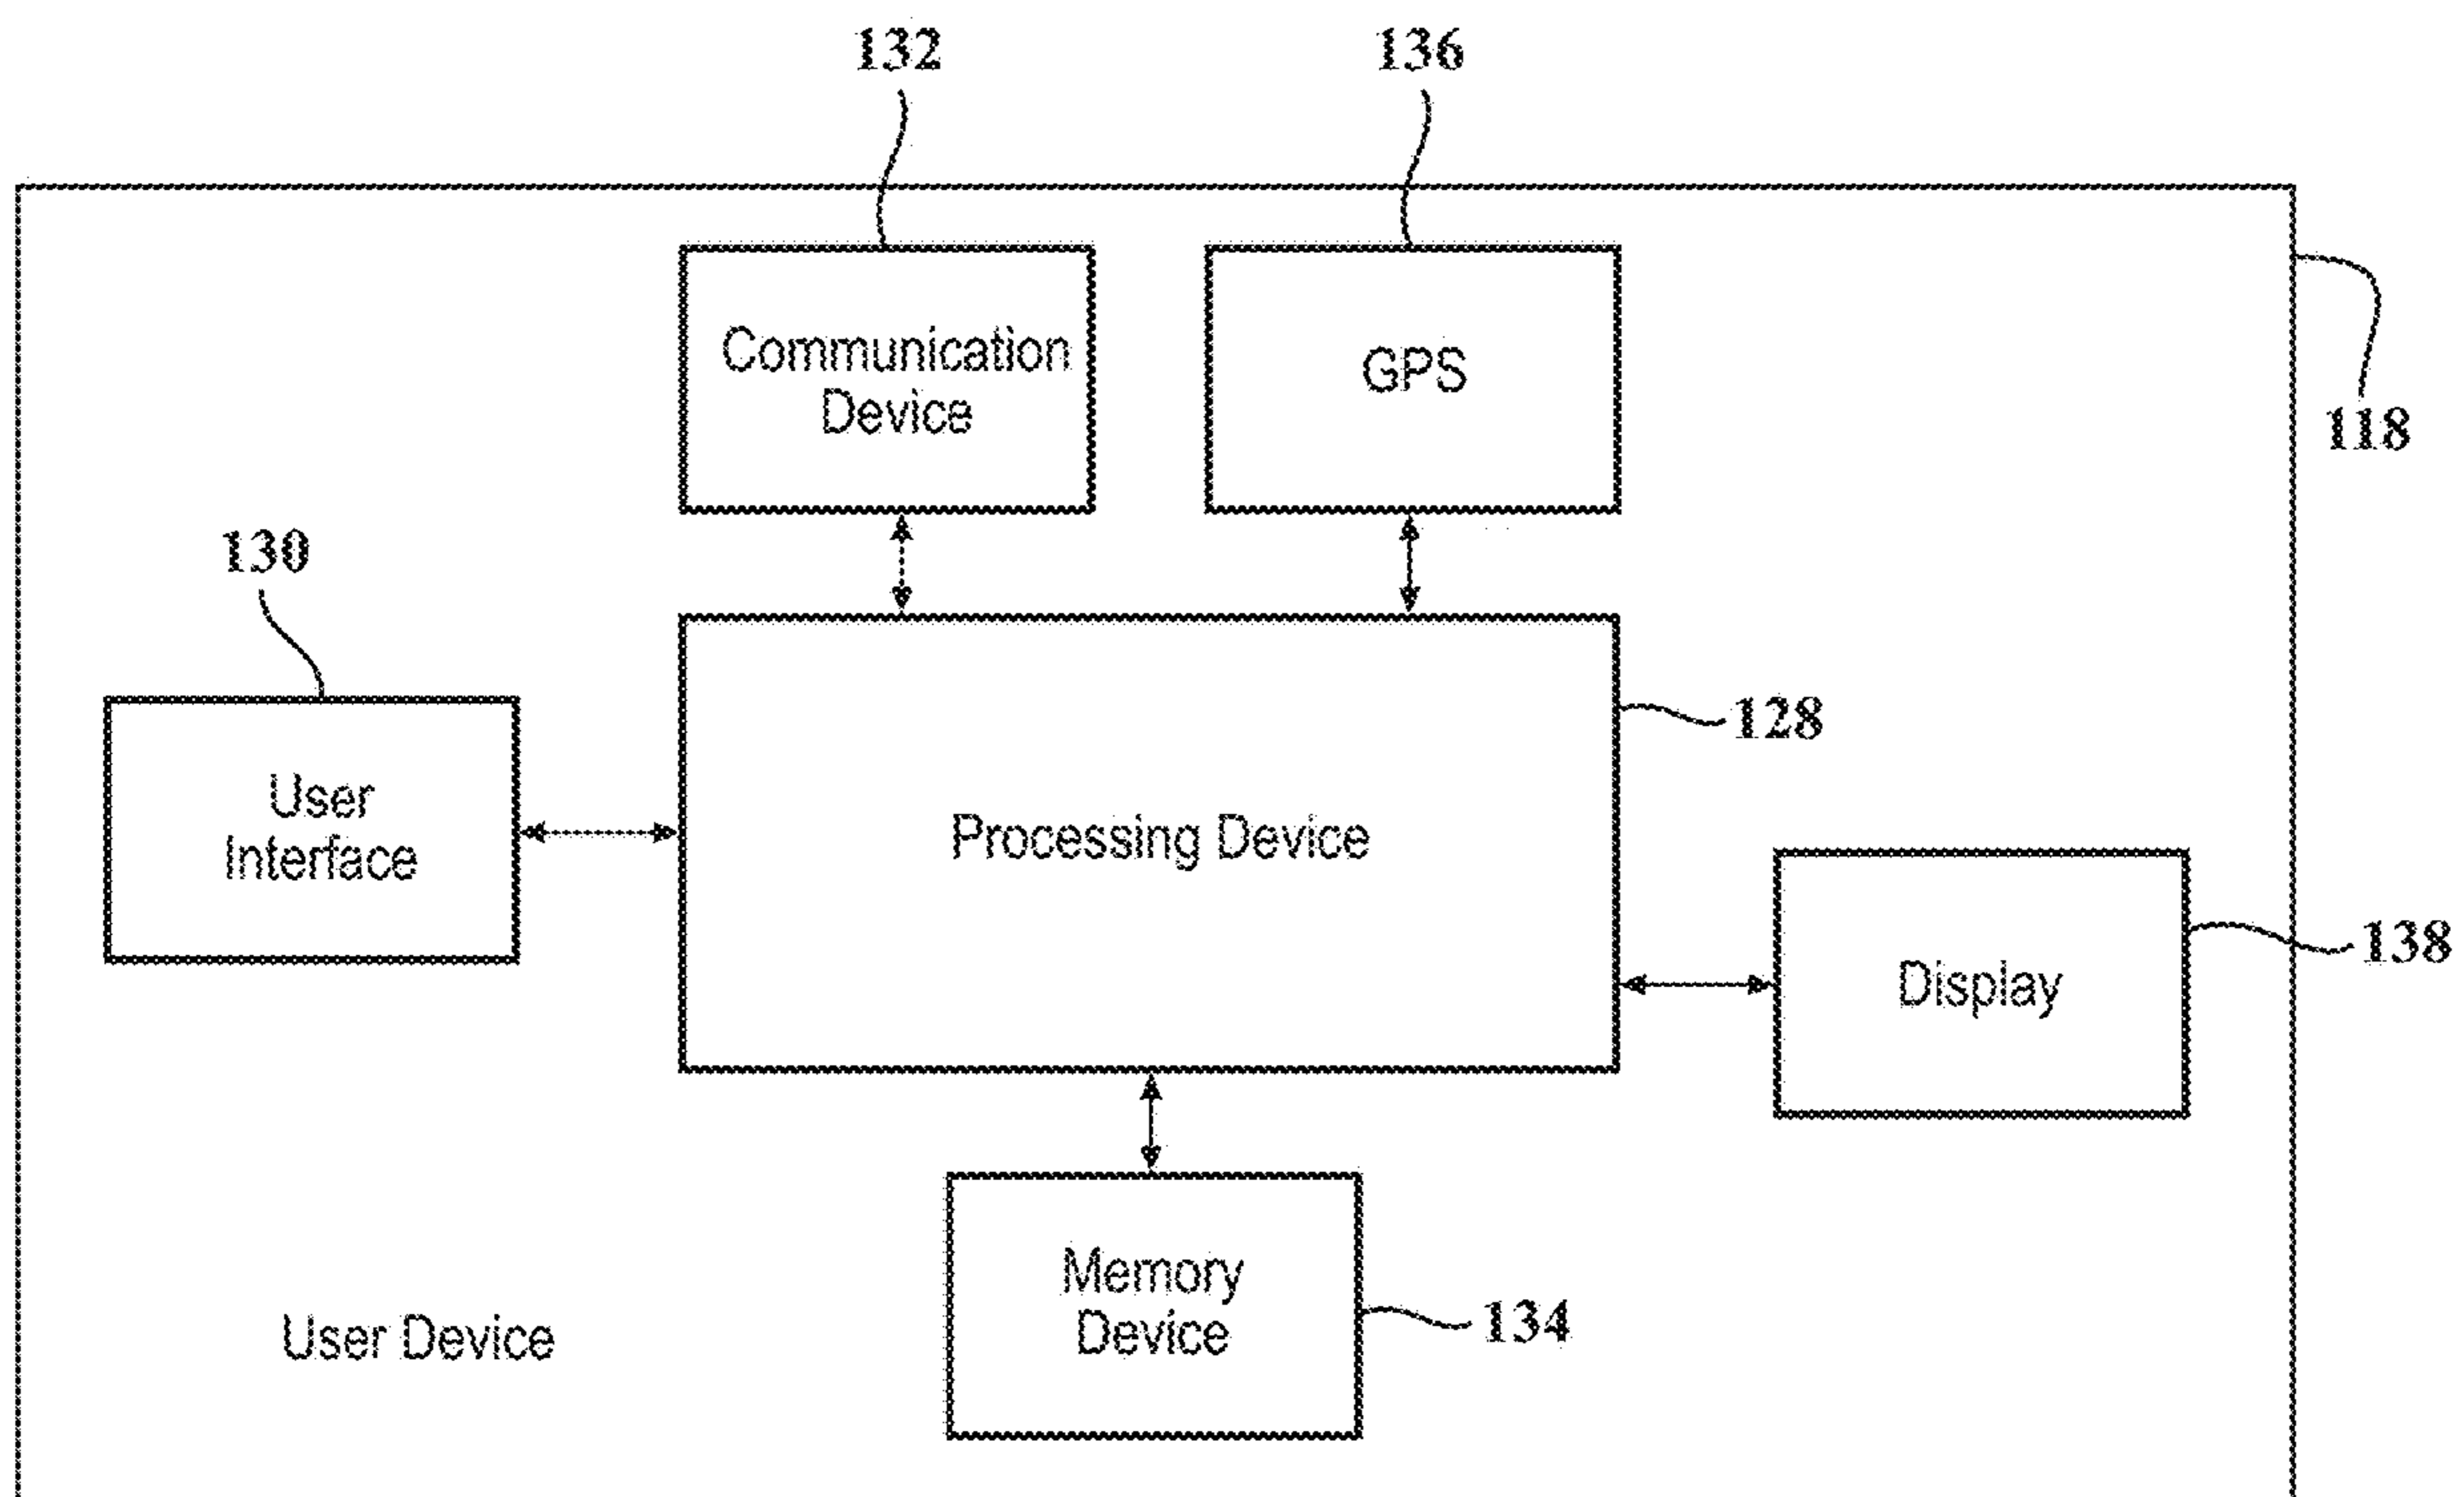 132
136
Communication
Device
GPS
118
130
128
User
Interface
Processing Device
138
Display
Memory
Device
134
User Device